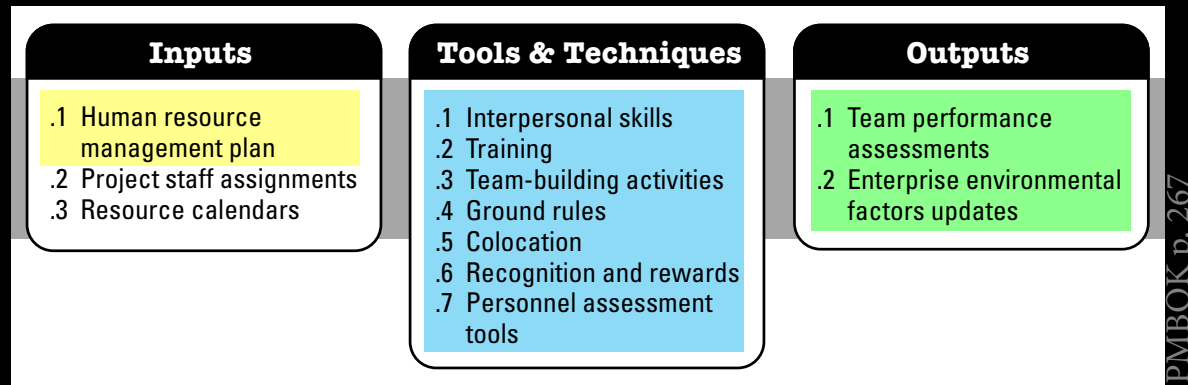 Inputs
.1 Human resource
management plan
.2 Project staff assignments
.3 Resource calendars
Tools & Techniques
.1 Interpersonal skills
.2 Training
.3 Team-building activities
.4 Ground rules
.5 Colocation
.6 Recognition and rewards
.7 Personnel assessment
tools
Outputs
.1 Team performance
assessments
.2 Enterprise environmental
factors updates
PMBOK p. 267